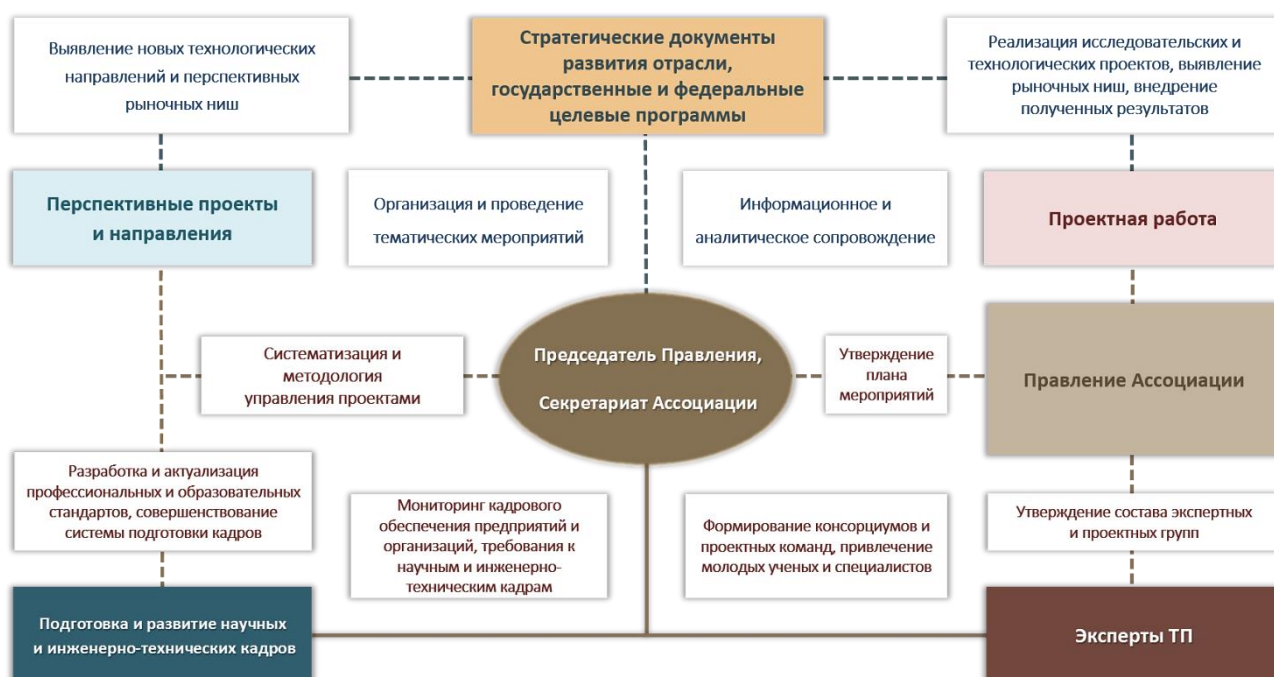 Выявление новых технологических
направлений и перспективных
рыночных ниш
Стратегические документы
развития отрасли,
государственные и федеральные
целевые программы
Реализация исследовательских и
технологических проектов, выявление
рыночных ниш, внедрение
полученных результатов
Перспективные проекты
и направления
Организация и проведение
тематических мероприятий
Информационное и
аналитическое сопровождение
Проектная работа
Систематизация и
методология
управления проектами
Председатель Правления,
Секретариат Ассоциации
Утверждение
плана
мероприятий
Правление Ассоциации
Разработка и актуализация
профессиональных и образовательных
стандартов, совершенствование
системы подготовки кадров
Мониторинг кадрового
обеспечения предприятий и
организаций, требования к
научным и инженерно-
техническим кадрам
Формирование консорциумов и
проектных команд, привлечение
молодых ученых и специалистов
Утверждение состава экспертных
и проектных групп
Подготовка и развитие научных
и инженерно-технических кадров
Эксперты ТП